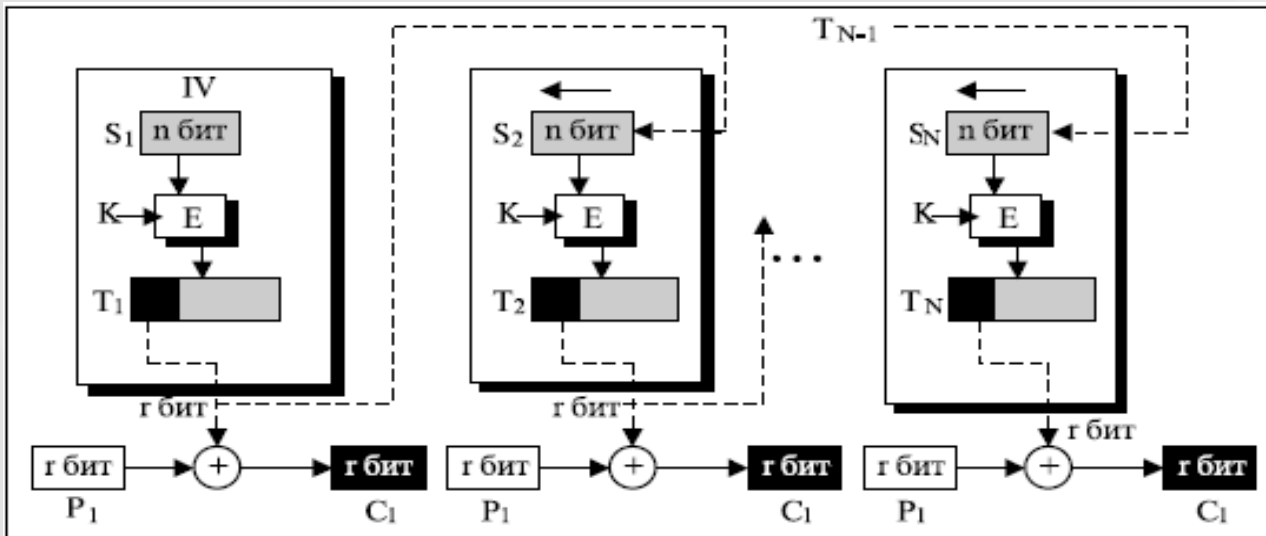 T N-1
IV
S1 n бит
S2 n бит
SN n бит
K E
K E
K E
T1
T2
...
TN
r бит
r бит
r бит
r бит
r бит
r бит
r бит
r бит
r бит
P1
C1
P1
C1
P1
C1